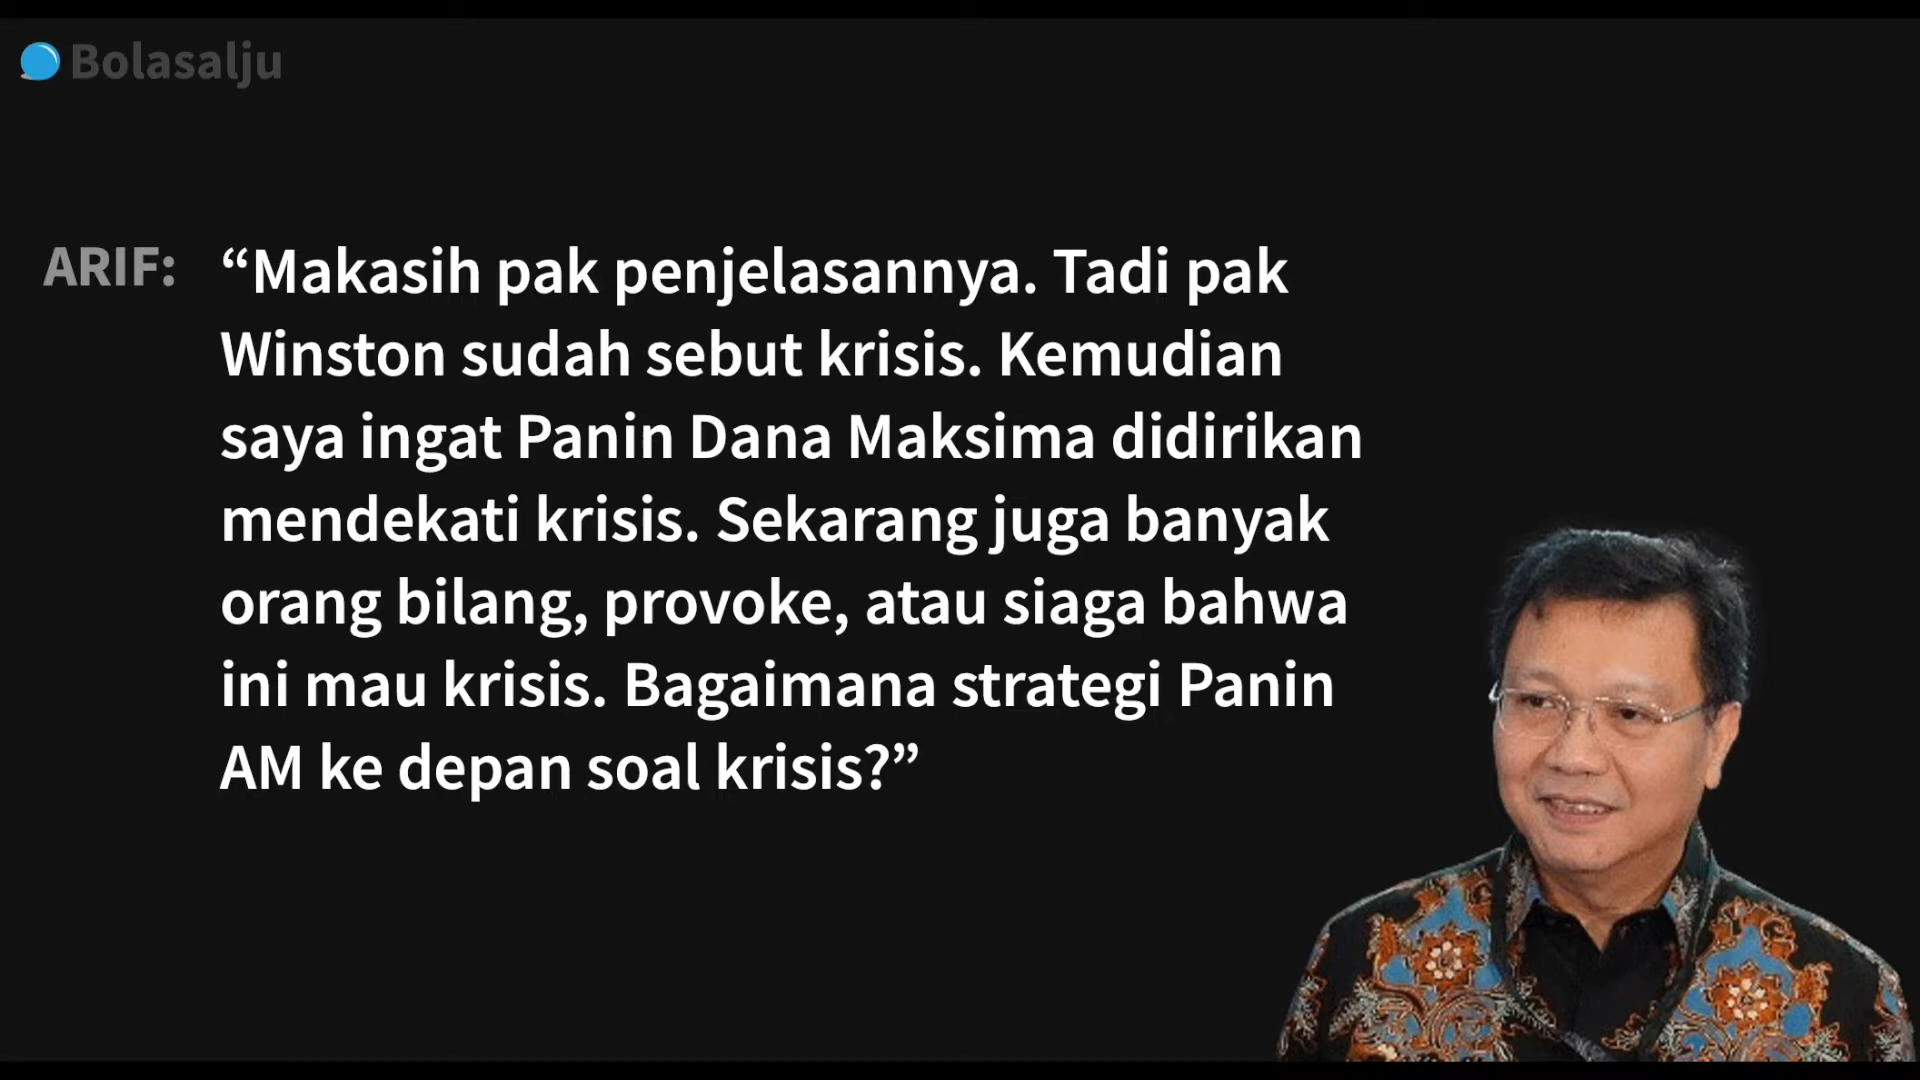 Bolasalju
ARIF: “Makasih pak penjelasannya. Tadi pak
Winston sudah sebut krisis. Kemudian
saya ingat Panin Dana Maksima didirikan
mendekati krisis. Sekarang juga banyak
orang bilang, provoke, atau siaga bahwa
ini mau krisis. Bagaimana strategi Panin
AM ke depan soal krisis?”